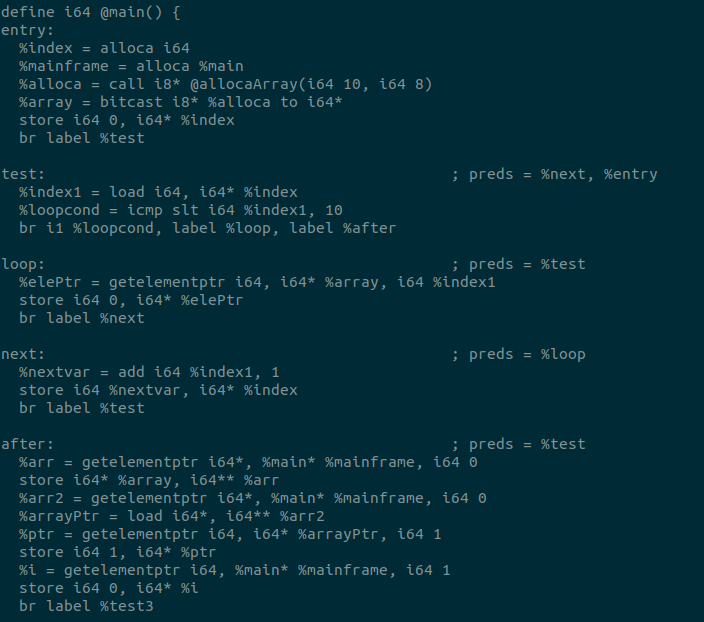 define i64 @main() {
entry:
  %index = alloca i64
  %mainframe = alloca %main
  %alloca = call i8* @allocaArray(i64 10, i64 8)
  %array = bitcast i8* %alloca to i64*
  store i64 0, i64* %index
  br label %test

test:                                             ; preds = %next, %entry
  %index1 = load i64, i64* %index
  %loopcond = icmp slt i64 %index1, 10
  br i1 %loopcond, label %loop, label %after

loop:                                             ; preds = %test
  %elePtr = getelementptr i64, i64* %array, i64 %index1
  store i64 0, i64* %elePtr
  br label %next

next:                                             ; preds = %loop
  %nextvar = add i64 %index1, 1
  store i64 %nextvar, i64* %index
  br label %test

after:                                            ; preds = %test
  %arr = getelementptr i64*, %main* %mainframe, i64 0
  store i64* %array, i64** %arr
  %arr2 = getelementptr i64*, %main* %mainframe, i64 0
  %arrayPtr = load i64*, i64** %arr2
  %ptr = getelementptr i64, i64* %arrayPtr, i64 1
  store i64 1, i64* %ptr
  %i = getelementptr i64, %main* %mainframe, i64 1
  store i64 0, i64* %i
  br label %test3